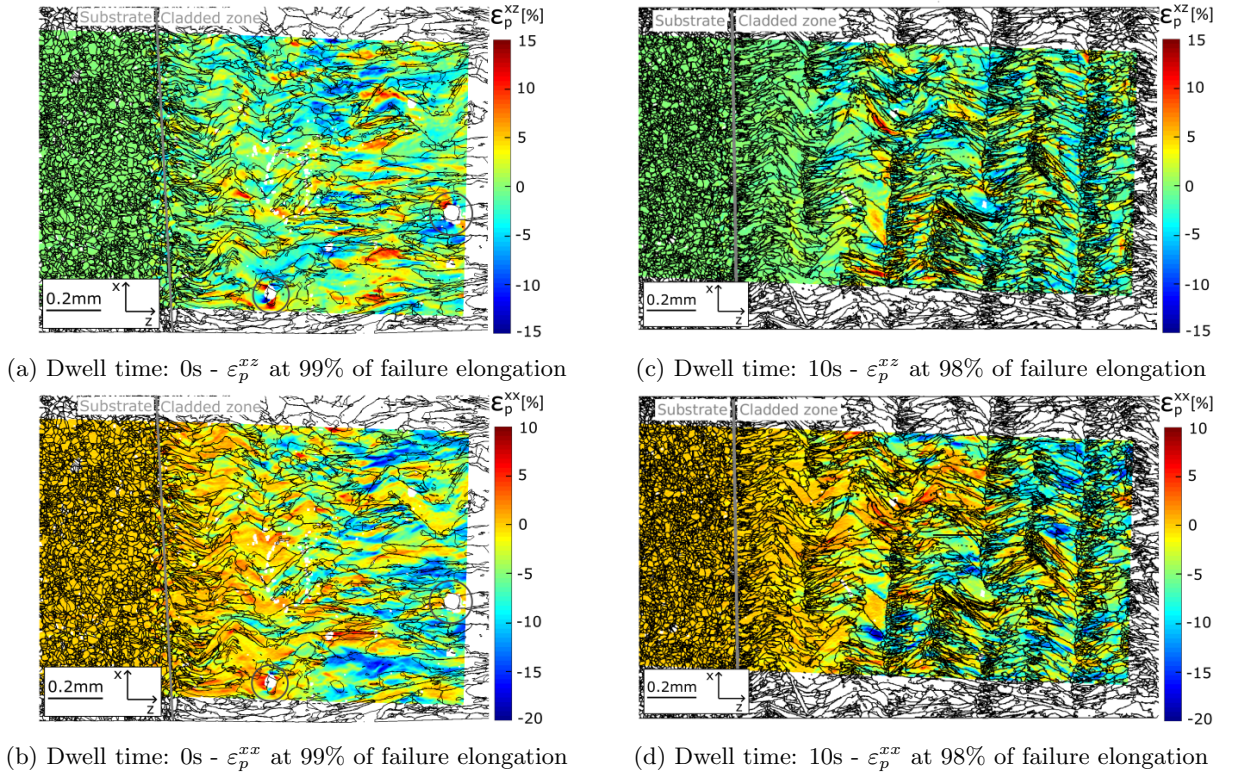 ε_p^{xz} [%]
Substrate Cladded zone
15
10
5
0
-5
-10
-15
0.2mm
x
z
(a) Dwell time: 0s - ε_p^{xz} at 99% of failure elongation
ε_p^{xz} [%]
Substrate Cladded zone
15
10
5
0
-5
-10
-15
0.2mm
x
z
(c) Dwell time: 10s - ε_p^{xz} at 98% of failure elongation
ε_p^{xx} [%]
Substrate Cladded zone
10
5
0
-5
-10
-15
-20
0.2mm
x
z
(b) Dwell time: 0s - ε_p^{xx} at 99% of failure elongation
ε_p^{xx} [%]
Substrate Cladded zone
10
5
0
-5
-10
-15
-20
0.2mm
x
z
(d) Dwell time: 10s - ε_p^{xx} at 98% of failure elongation